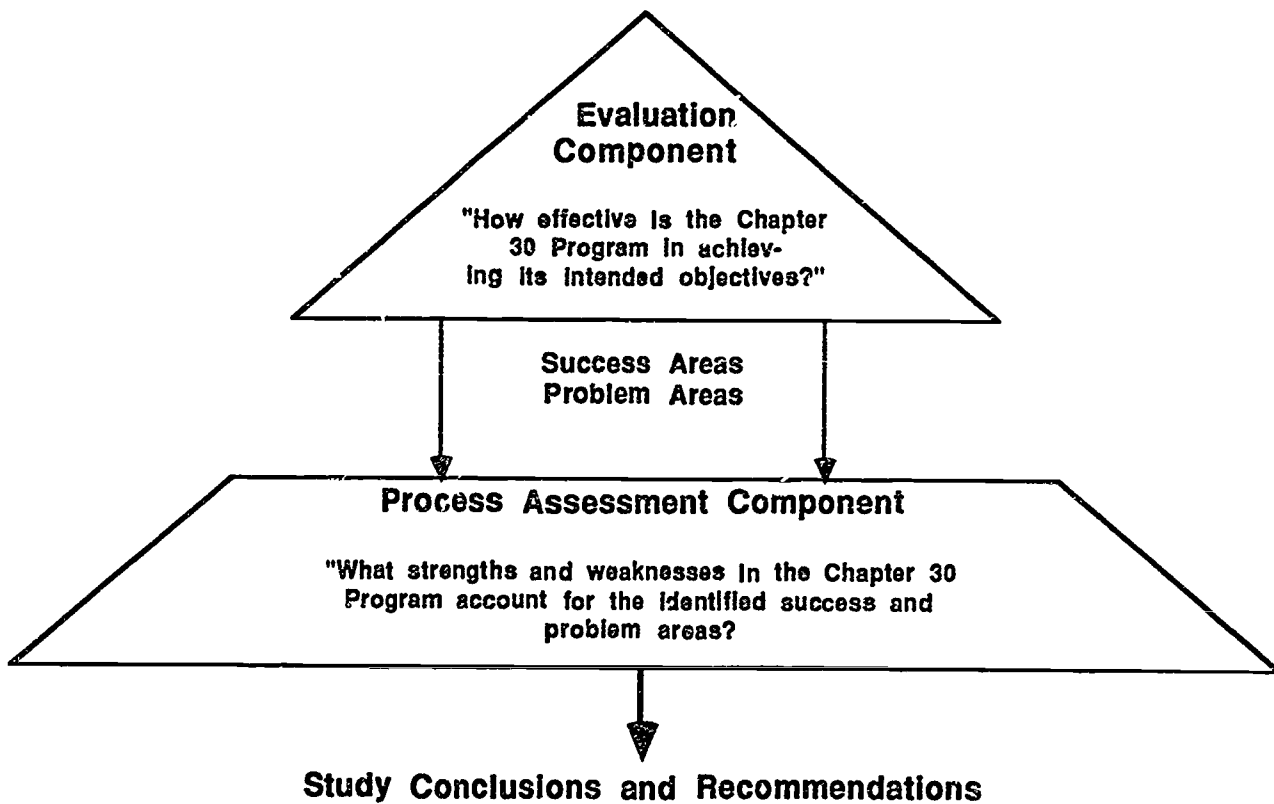 Evaluation
Component
"How effective is the Chapter
30 Program in achiev-
ing its intended objectives?"
Success Areas
Problem Areas
Process Assessment Component
"What strengths and weaknesses in the Chapter 30
Program account for the identified success and
problem areas?
Study Conclusions and Recommendations